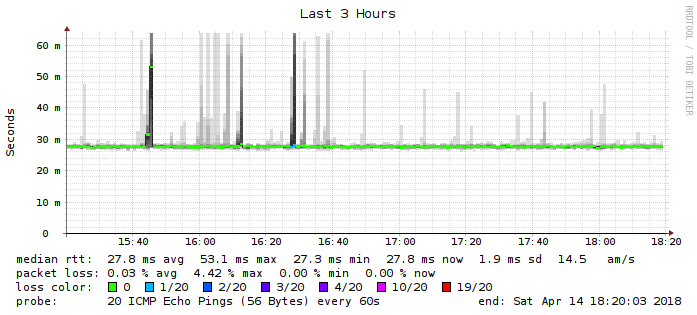 Last 3 Hours
RRDTOOL / TOBI OETIKER
Seconds
60 m
50 m
40 m
30 m
20 m
10 m
0
15:40 16:00 16:20 16:40 17:00 17:20 17:40 18:00 18:20
median rtt: 27.8 ms avg 53.1 ms max 27.3 ms min 27.8 ms now 1.9 ms sd 14.5 am/s
packet loss: 0.03 % avg 4.42 % max 0.00 % min 0.00 % now
loss color: 0 1/20 2/20 3/20 4/20 10/20 19/20
probe: 20 ICMP Echo Pings (56 Bytes) every 60s end: Sat Apr 14 18:20:03 2018